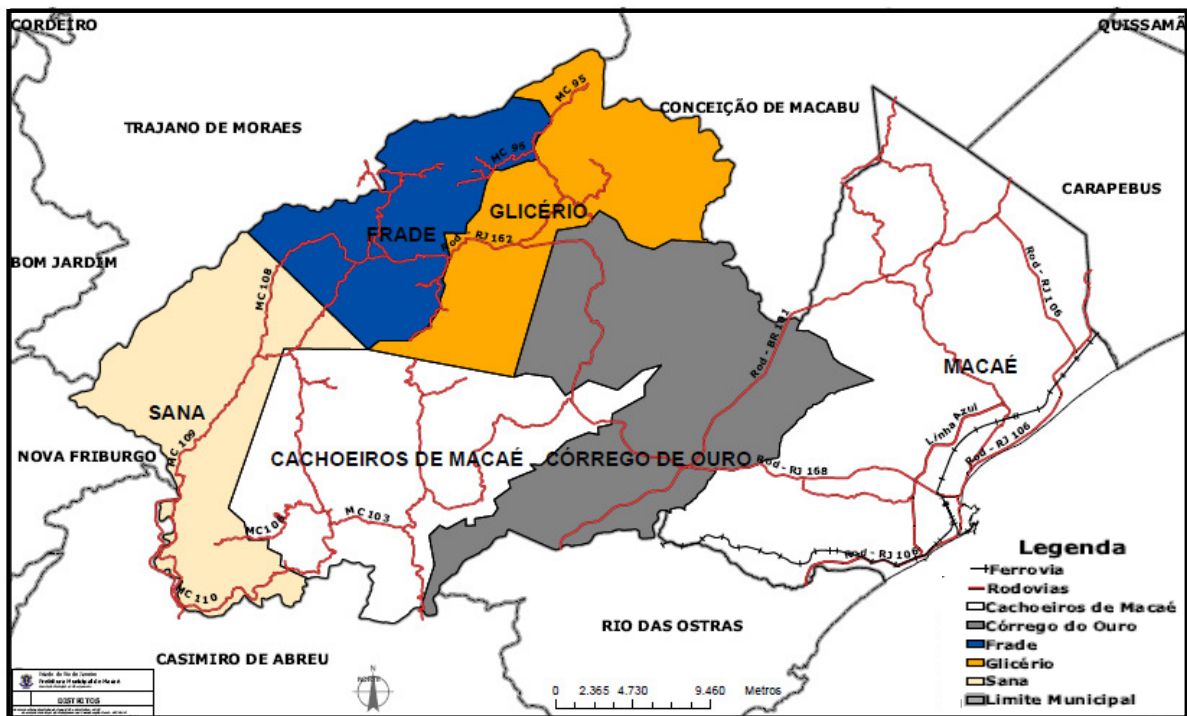 CORDEIRO
QUISSAMÃ
TRAJANO DE MORAES
CONCEIÇÃO DE MACABU
MC 95
MC 96
CARAPEBUS
GLICÉRIO
FRADE
Rod - RJ 162
BOM JARDIM
MC 108
Rod - RJ 106
Rod - BR 101
MACAÉ
SANA
Linha Azul
MC 109
NOVA FRIBURGO
CACHOEIROS DE MACAÉ
CÓRREGO DE OURO
Rod - RJ 168
Rod - RJ 106
MC 103
Rod - RJ 106
MC 110
Legenda
Ferrovia
Rodovias
Cachoeiros de Macaé
Córrego do Ouro
Frade
Glicério
Sana
Limite Municipal
RIO DAS OSTRAS
CASIMIRO DE ABREU
Prefeitura Municipal de Macaé
DISTRITOS
NORTE
0 2.365 4.730 9.460 Metros